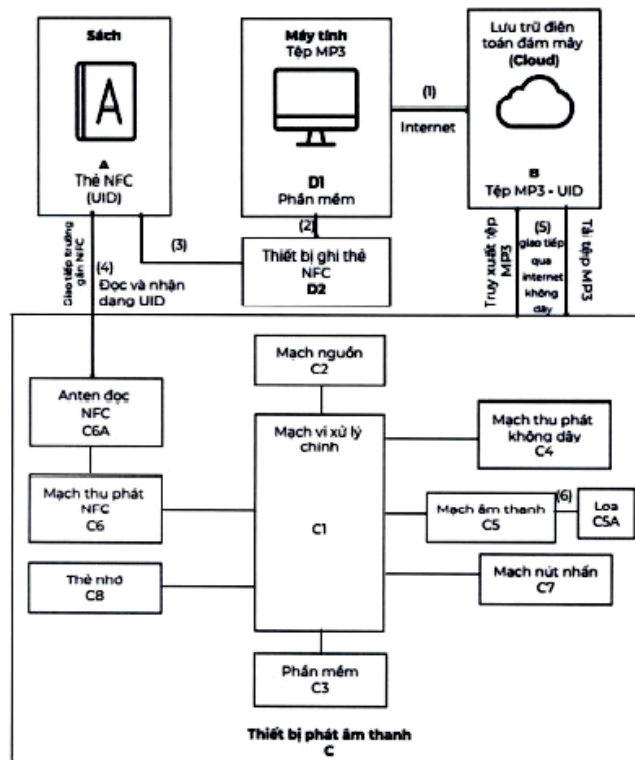 Sách
A
A
Thẻ NFC
(UID)
Máy tính
Tệp MP3
D1
Phần mềm
(1)
Internet
Lưu trữ điện
toán đám mây
(Cloud)
B
Tệp MP3 - UID
(2)
(3)
Thiết bị ghi thẻ
NFC
D2
Giao tiếp trường
gần NFC
(4)
Đọc và nhận
dạng UID
Truy xuất tệp
MP3
(5)
giao tiếp
qua
internet
không
dây
Tải tệp MP3
Mạch nguồn
C2
Anten đọc
NFC
C6A
Mạch vi xử lý
chính
C1
Mạch thu phát
không dây
C4
Mạch thu phát
NFC
C6
Mạch âm thanh
C5
(6)
Loa
C5A
Thẻ nhớ
C8
Mạch nút nhấn
C7
Phần mềm
C3
Thiết bị phát âm thanh
C